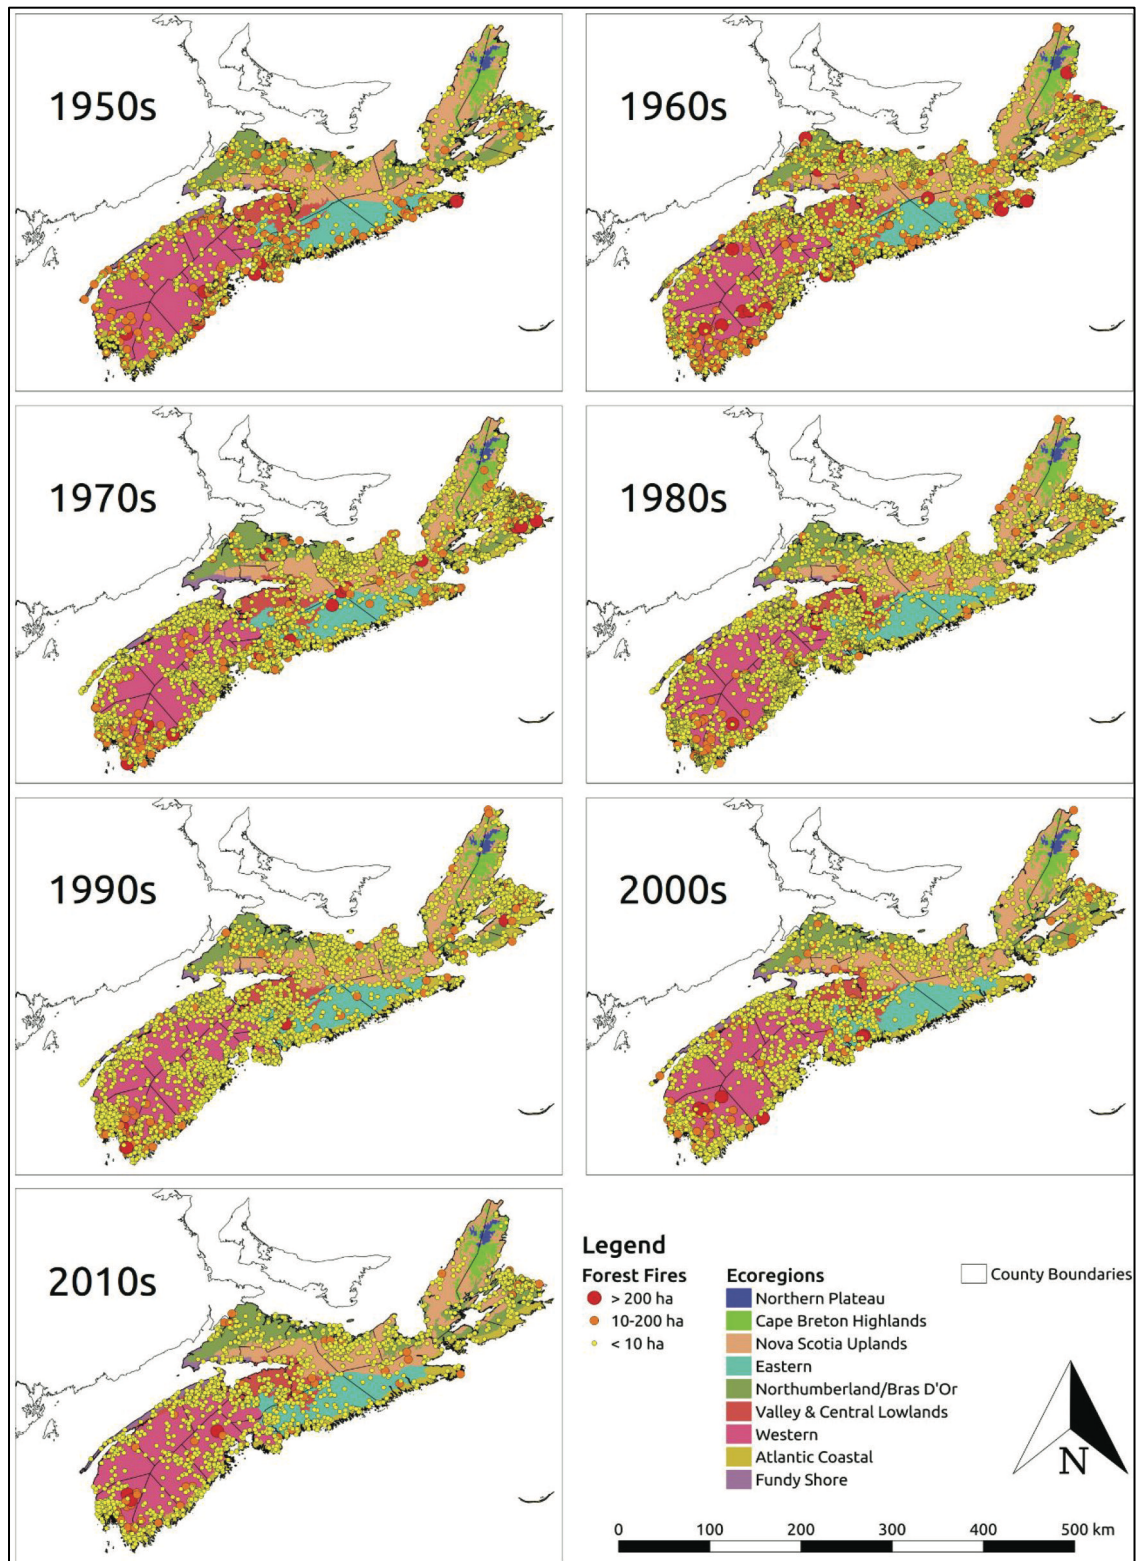 1950s
1960s
1970s
1980s
1990s
2000s
2010s
Legend
Forest Fires
> 200 ha
10-200 ha
< 10 ha
Ecoregions
Northern Plateau
Cape Breton Highlands
Nova Scotia Uplands
Eastern
Northumberland/Bras D'Or
Valley & Central Lowlands
Western
Atlantic Coastal
Fundy Shore
County Boundaries
N
0 100 200 300 400 500 km